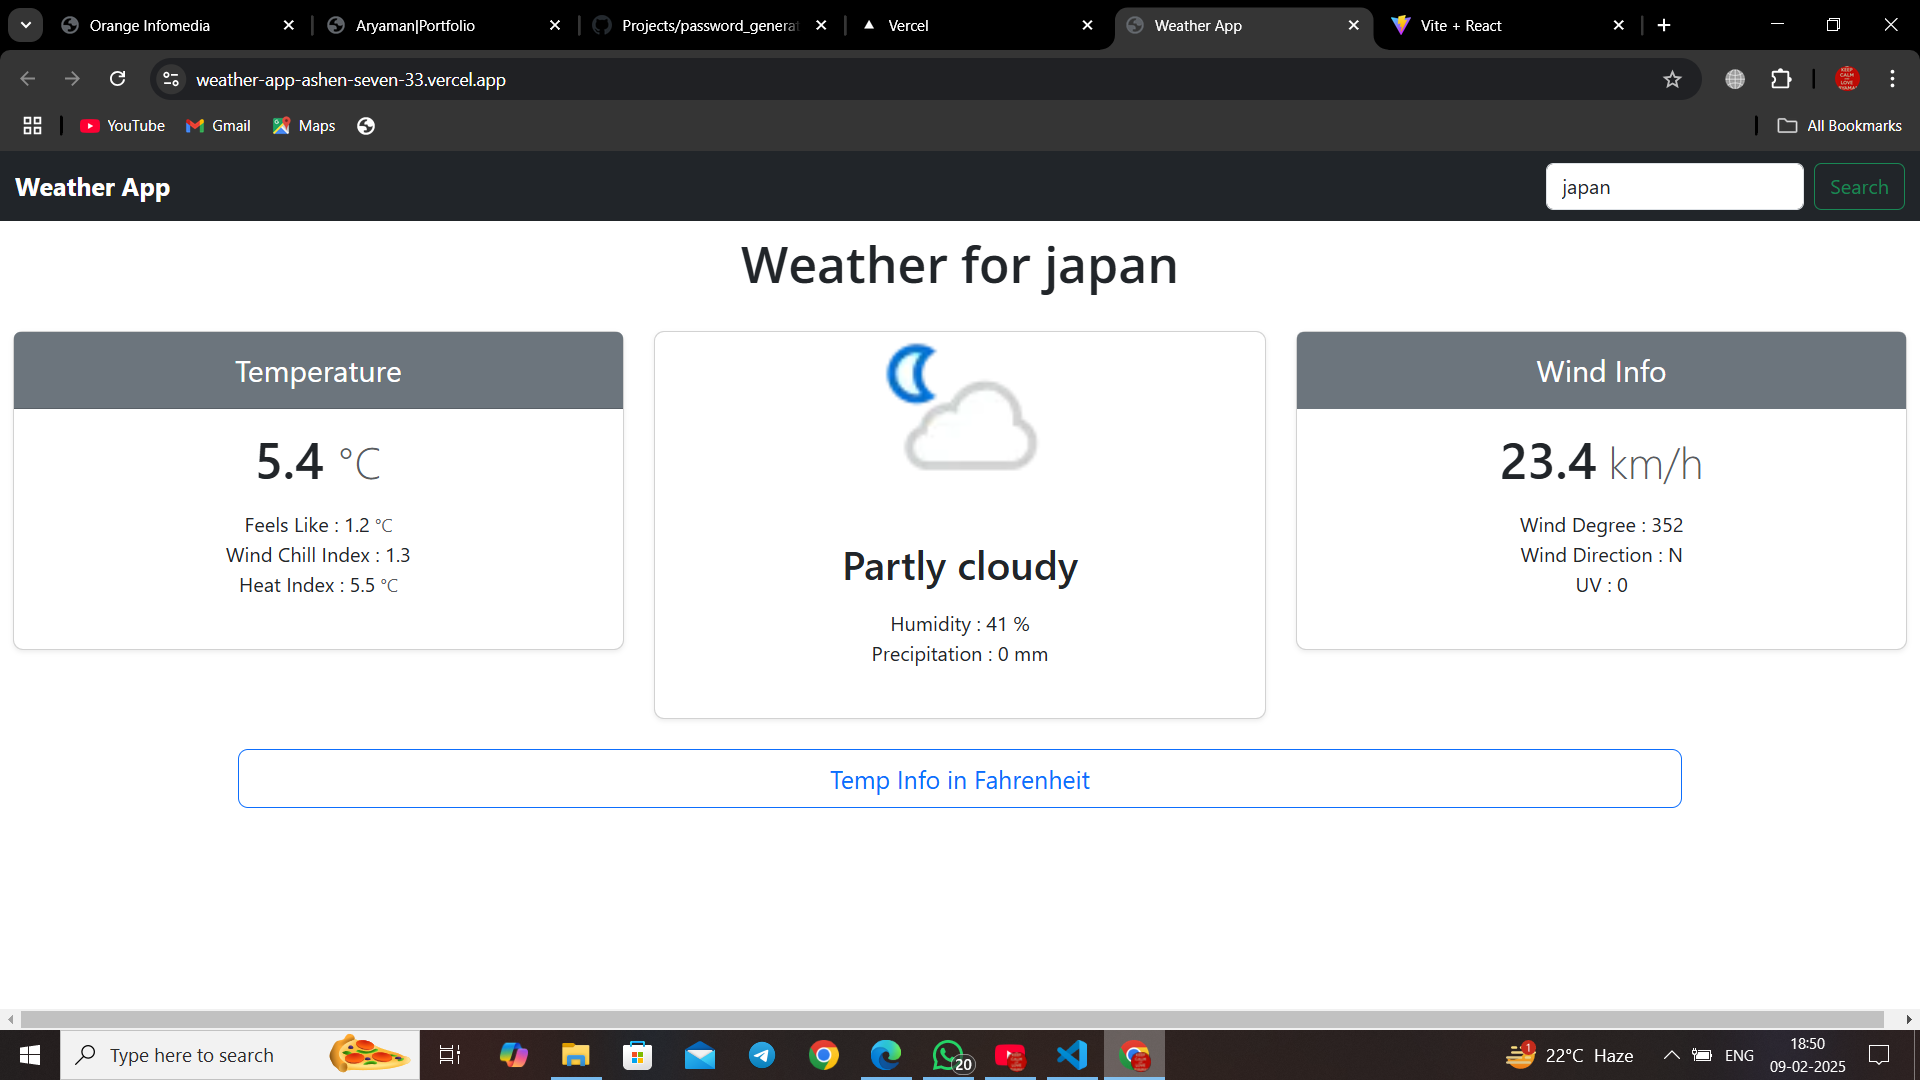 Orange Infomedia
Aryaman|Portfolio
Projects/password_generat
Vercel
Weather App
Vite + React
weather-app-ashen-seven-33.vercel.app
YouTube
Gmail
Maps
All Bookmarks
Weather App
japan
Search
Weather for japan
Temperature
5.4 °C
Feels Like : 1.2 °C
Wind Chill Index : 1.3
Heat Index : 5.5 °C
Partly cloudy
Humidity : 41 %
Precipitation : 0 mm
Wind Info
23.4 km/h
Wind Degree : 352
Wind Direction : N
UV : 0
Temp Info in Fahrenheit
Type here to search
20
1
22°C Haze
ENG
18:50
09-02-2025